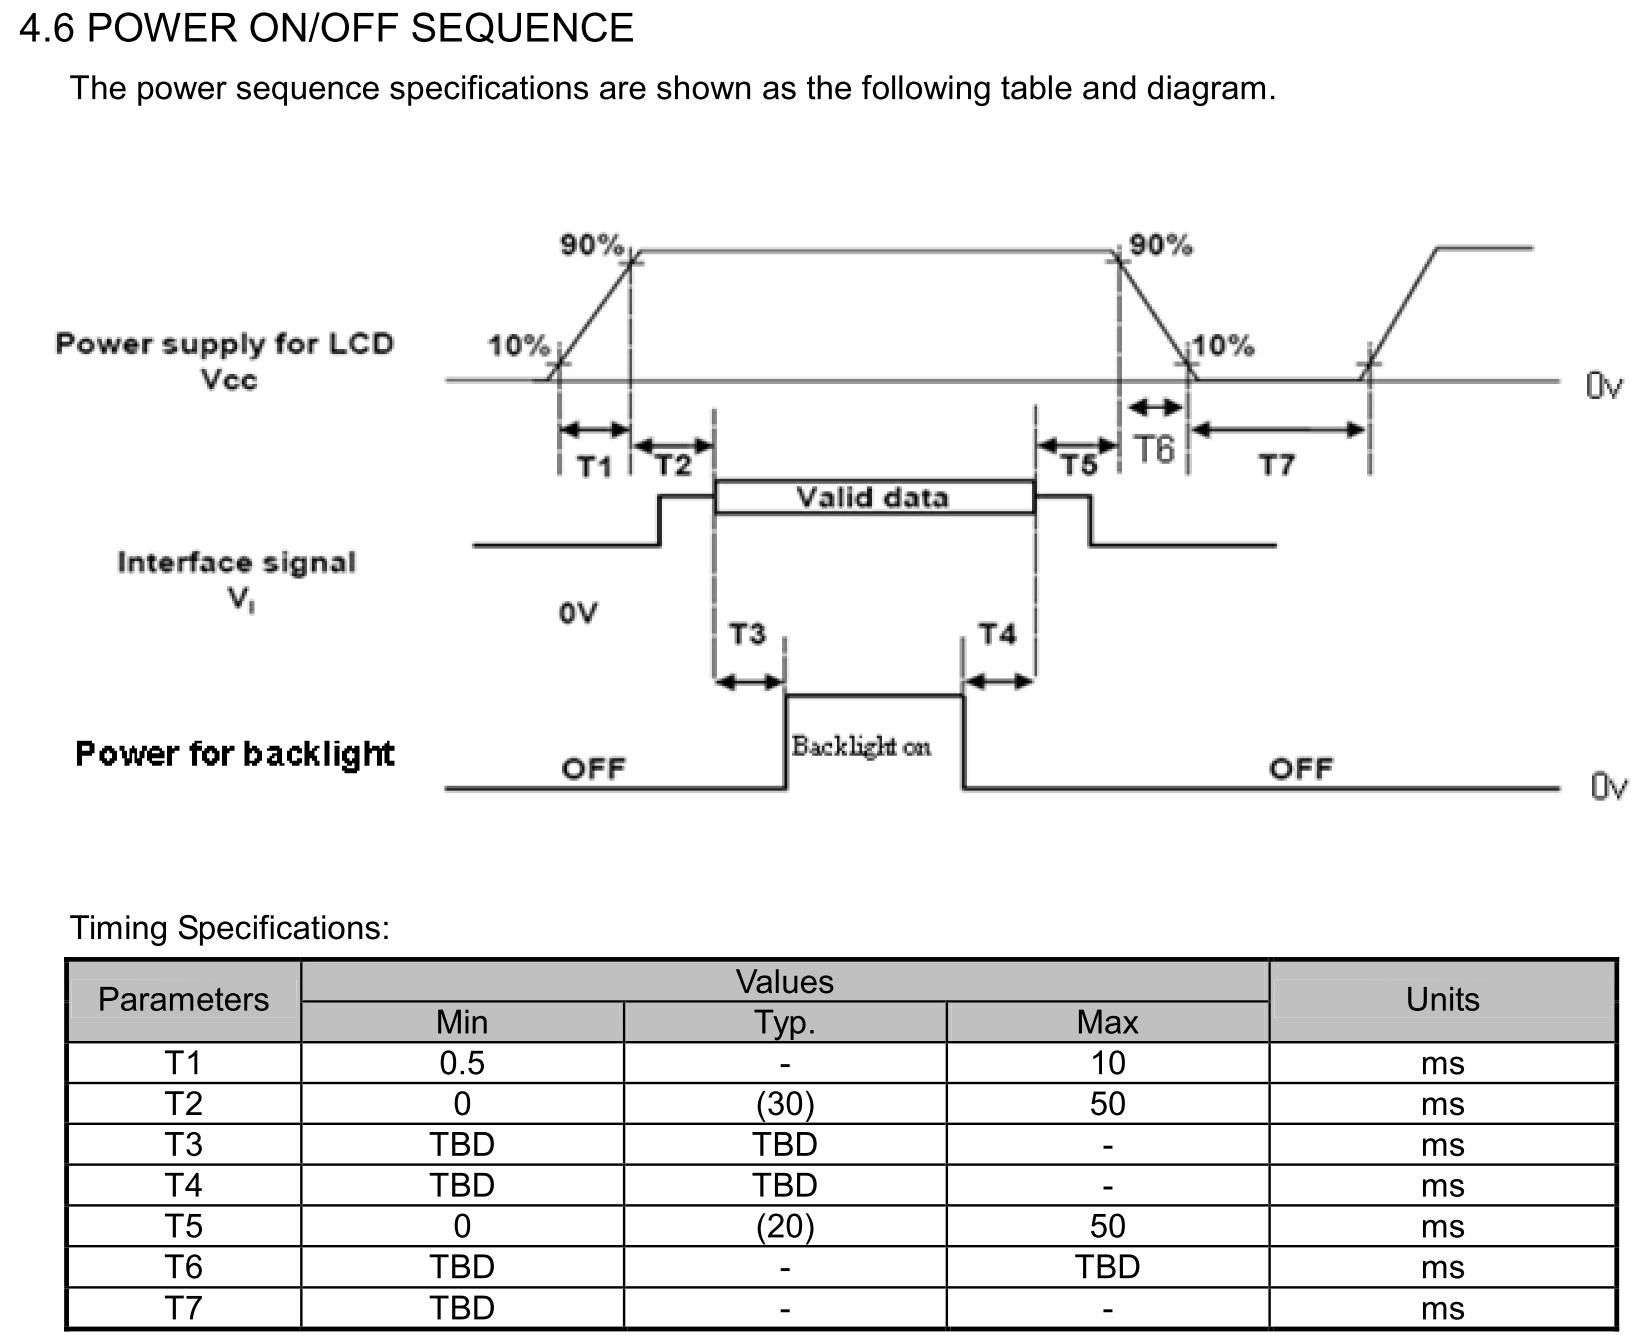 4.6 POWER ON/OFF SEQUENCE
The power sequence specifications are shown as the following table and diagram.
90% 90%
Power supply for LCD 10% 10%
Vcc 0v
T1 T2 T5 T6 T7
Valid data
Interface signal
VI 0V
T3 T4
Power for backlight OFF Backlight on OFF
0v
Timing Specifications:
Parameters Values Units
Min Typ. Max
T1 0.5 - 10 ms
T2 0 (30) 50 ms
T3 TBD TBD - ms
T4 TBD TBD - ms
T5 0 (20) 50 ms
T6 TBD - TBD ms
T7 TBD - - ms